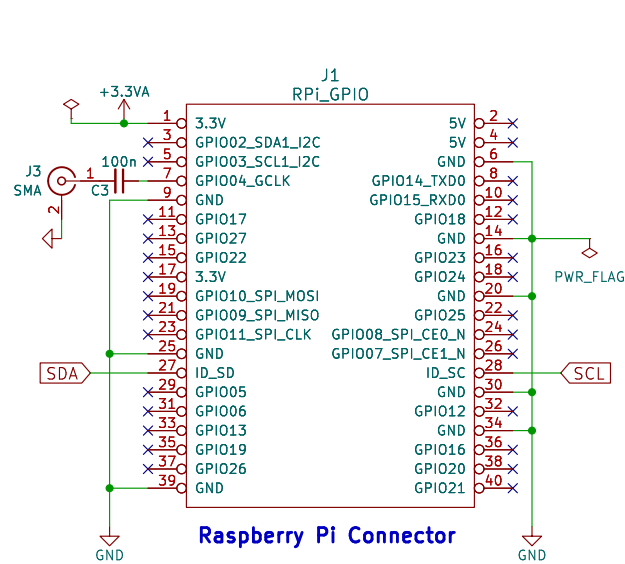 J1
RPi_GPIO
+3.3VA
1 3.3V 5V 2
3 GPIO02_SDA1_I2C 5V 4
5 GPIO03_SCL1_I2C GND 6
J3 SMA 1 100n C3 7 GPIO04_GCLK GPIO14_TXD0 8
9 GND GPIO15_RXD0 10
2 11 GPIO17 GPIO18 12
13 GPIO27 GND 14
15 GPIO22 GPIO23 16
PWR_FLAG
17 3.3V GPIO24 18
19 GPIO10_SPI_MOSI GND 20
21 GPIO09_SPI_MISO GPIO25 22
23 GPIO11_SPI_CLK GPIO08_SPI_CE0_N 24
25 GND GPIO07_SPI_CE1_N 26
SDA 27 ID_SD ID_SC 28 SCL
29 GPIO05 GND 30
31 GPIO06 GPIO12 32
33 GPIO13 GND 34
35 GPIO19 GPIO16 36
37 GPIO26 GPIO20 38
39 GND GPIO21 40
Raspberry Pi Connector
GND GND